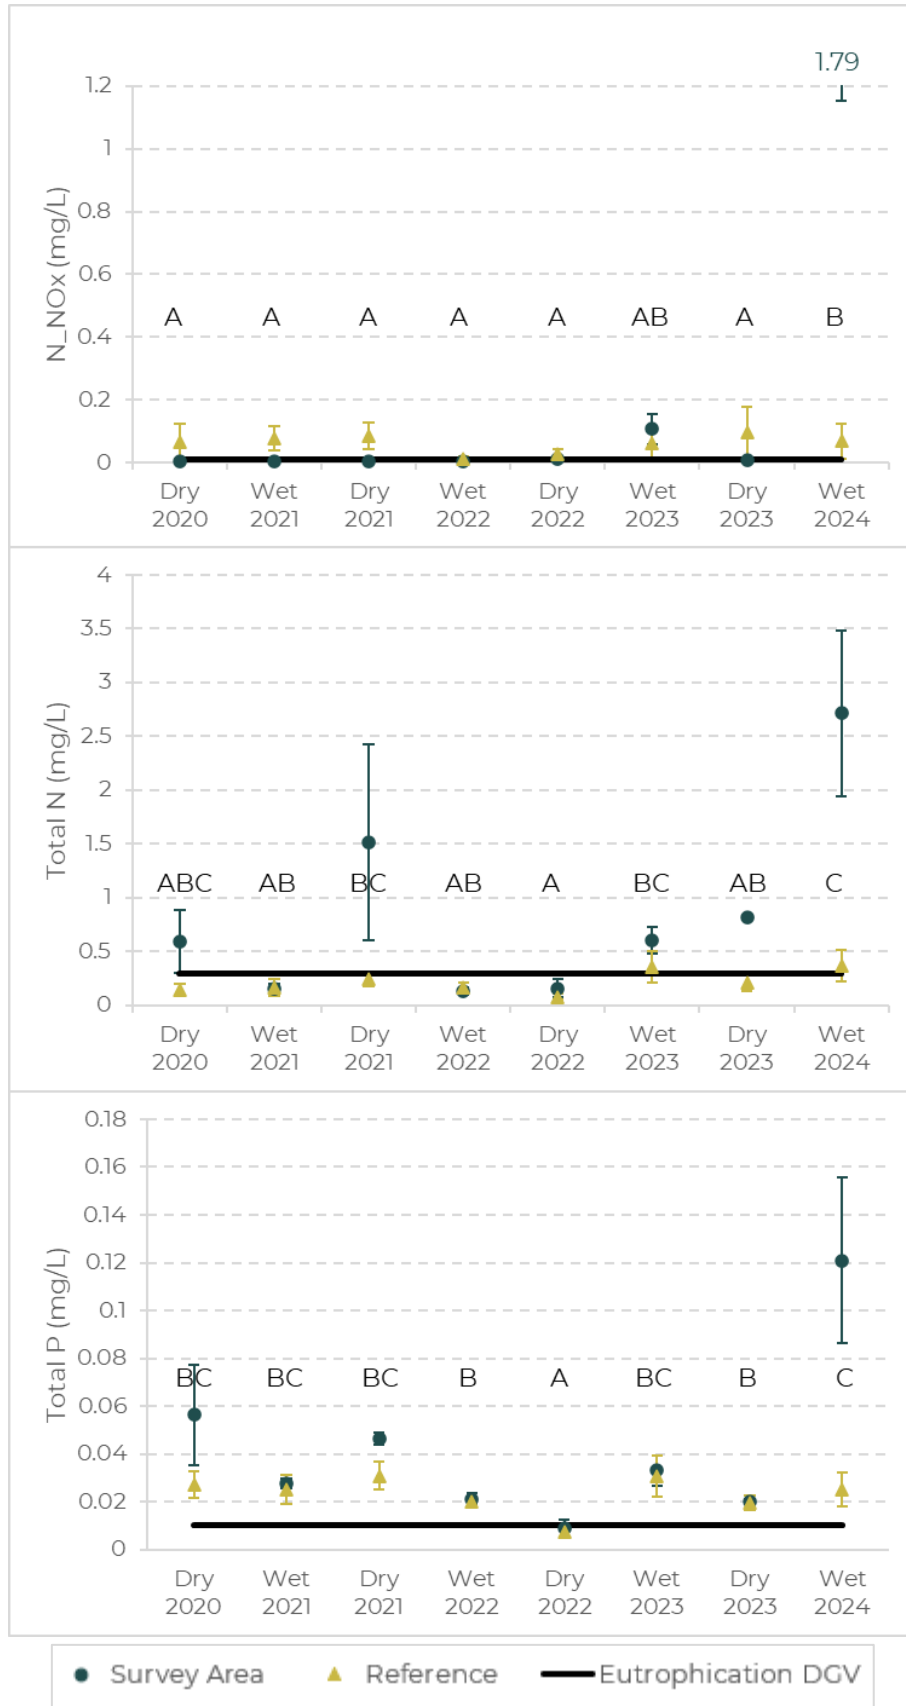 1.79
1.2
1
0.8
0.6
0.4
0.2
0
N_NOx (mg/L)
A A A A A AB A B
Dry Wet Dry Wet Dry Wet Dry Wet
2020 2021 2021 2022 2022 2023 2023 2024
4
3.5
3
2.5
2
1.5
1
0.5
0
Total N (mg/L)
ABC AB BC AB A BC AB C
Dry Wet Dry Wet Dry Wet Dry Wet
2020 2021 2021 2022 2022 2023 2023 2024
0.18
0.16
0.14
0.12
0.1
0.08
0.06
0.04
0.02
0
Total P (mg/L)
BC BC BC B A BC B C
Dry Wet Dry Wet Dry Wet Dry Wet
2020 2021 2021 2022 2022 2023 2023 2024
Survey Area Reference Eutrophication DGV